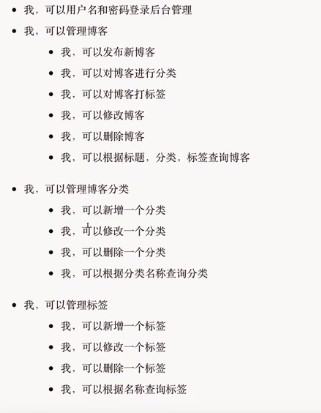 我，可以用户名和密码登录后台管理
我，可以管理博客
我，可以发布新博客
我，可以对博客进行分类
我，可以对博客打标签
我，可以修改博客
我，可以删除博客
我，可以根据标题，分类，标签查询博客
我，可以管理博客分类
我，可以新增一个分类
我，可以修改一个分类
我，可以删除一个分类
我，可以根据分类名称查询分类
我，可以管理标签
我，可以新增一个标签
我，可以修改一个标签
我，可以删除一个标签
我，可以根据名称查询标签